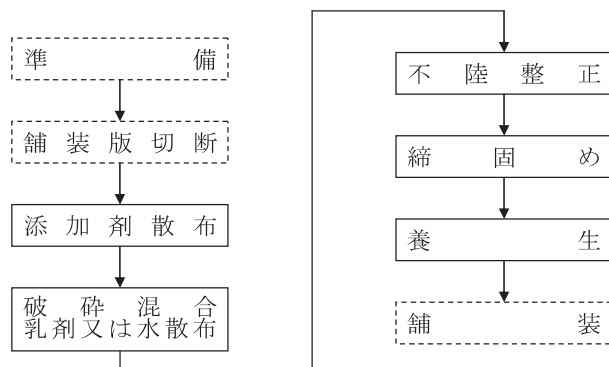 準備
舗装版切断
添加剤散布
破砕混合
乳剤又は水散布
不陸整正
締固め
養生
舗装